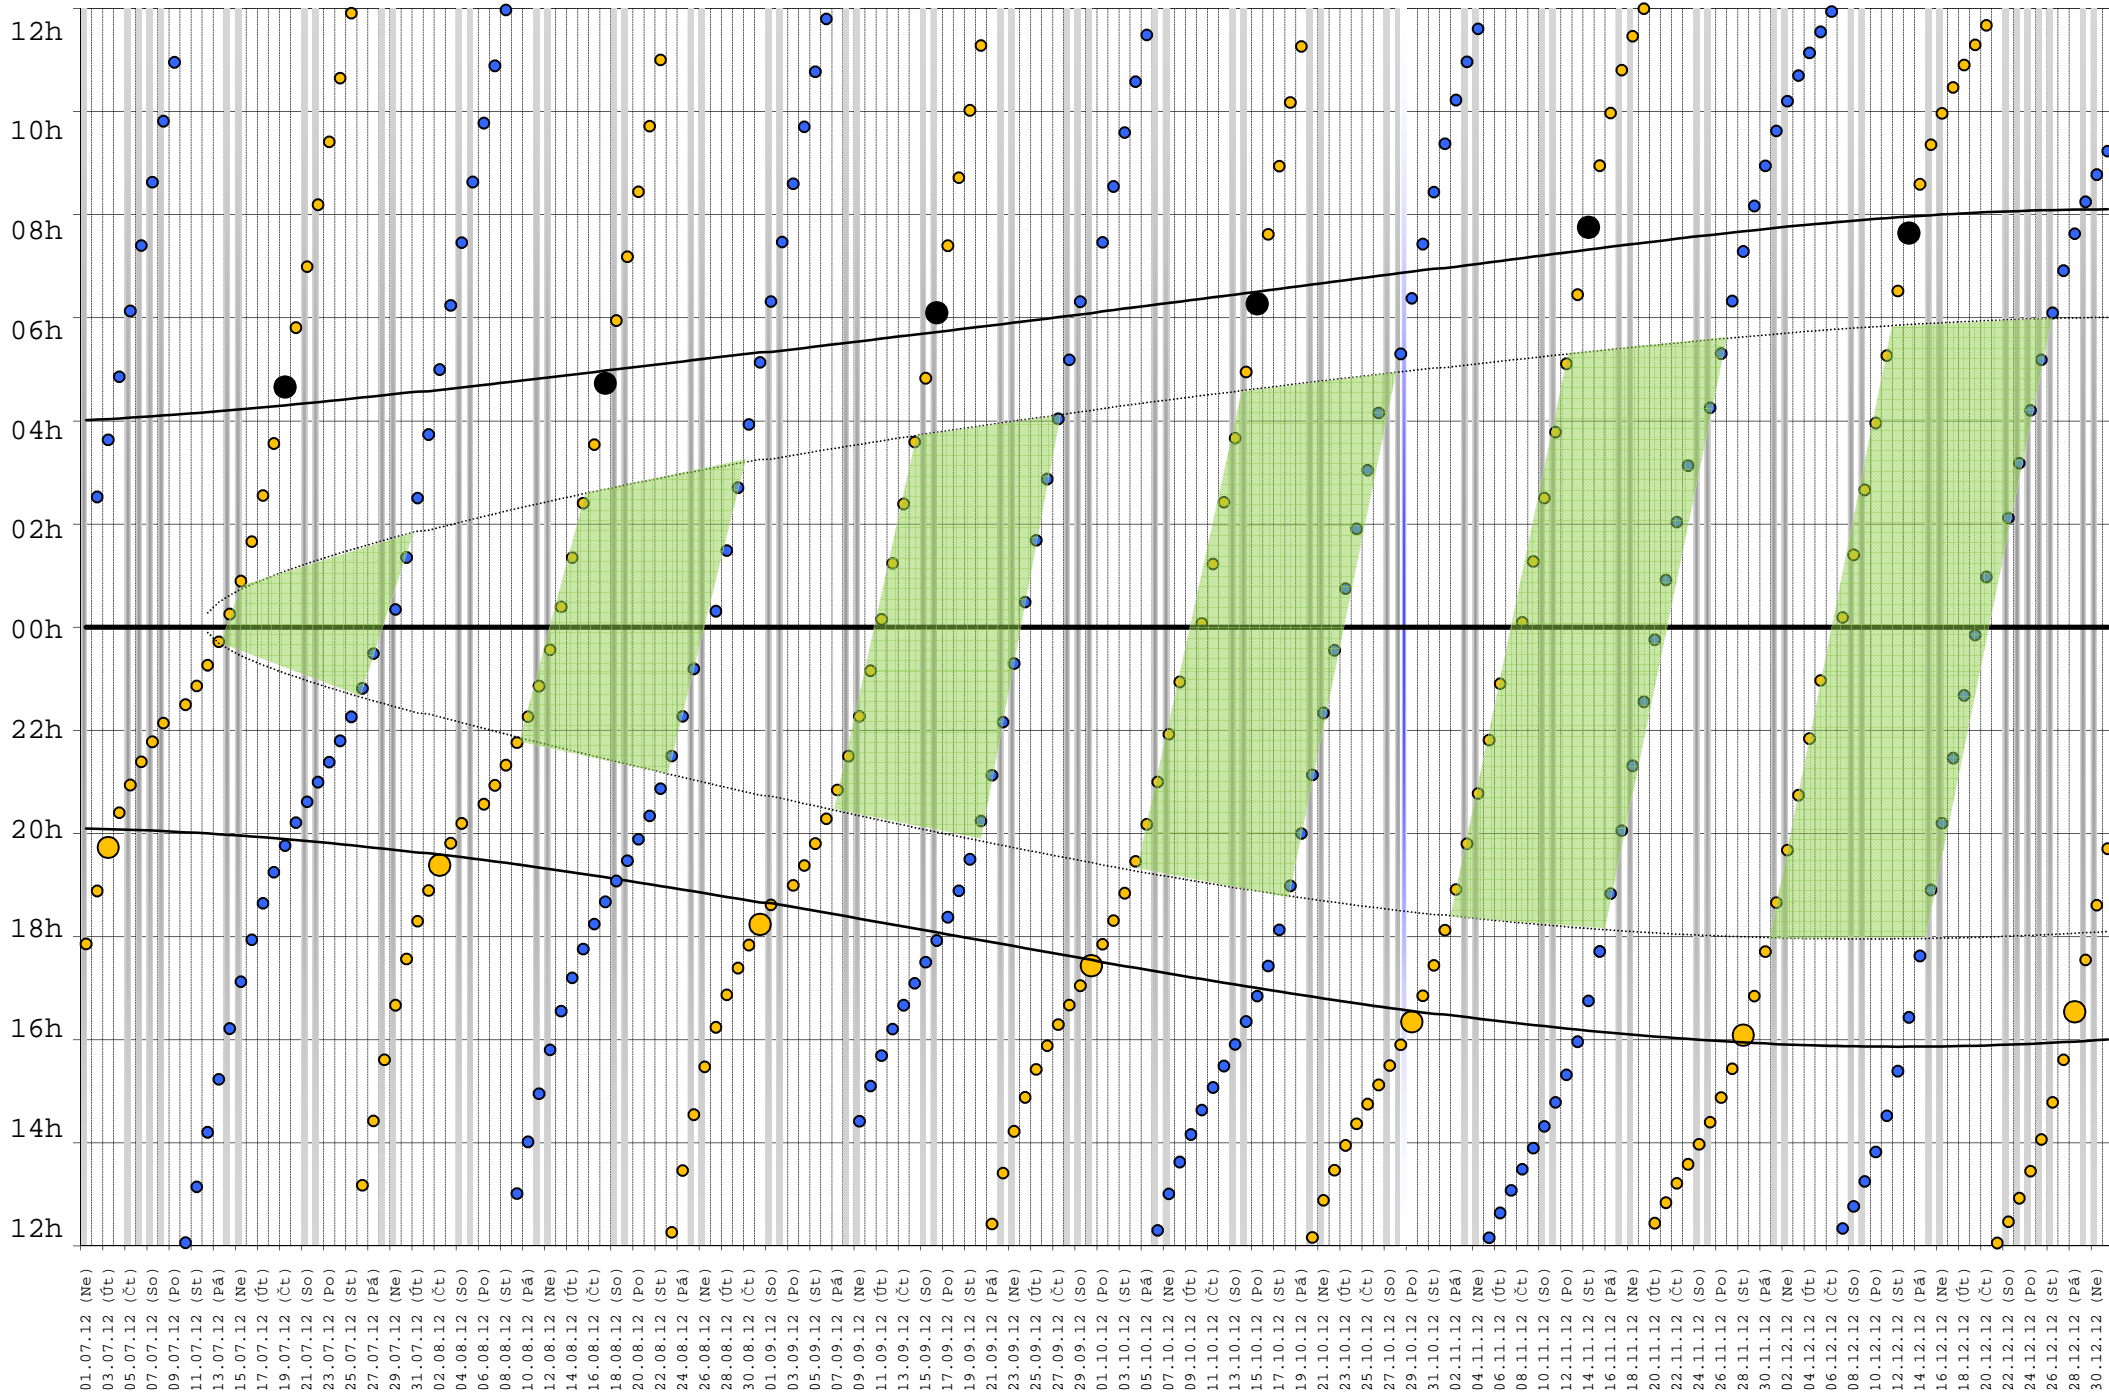 12h
10h
08h
06h
04h
02h
00h
22h
20h
18h
16h
14h
12h
01.07.12 (Ne)
03.07.12 (Út)
05.07.12 (Čt)
07.07.12 (So)
09.07.12 (Po)
11.07.12 (St)
13.07.12 (Pá)
15.07.12 (Ne)
17.07.12 (Út)
19.07.12 (Čt)
21.07.12 (So)
23.07.12 (Po)
25.07.12 (St)
27.07.12 (Pá)
29.07.12 (Ne)
31.07.12 (Út)
02.08.12 (Čt)
04.08.12 (So)
06.08.12 (Po)
08.08.12 (St)
10.08.12 (Pá)
12.08.12 (Ne)
14.08.12 (Út)
16.08.12 (Čt)
18.08.12 (So)
20.08.12 (Po)
22.08.12 (St)
24.08.12 (Pá)
26.08.12 (Ne)
28.08.12 (Út)
30.08.12 (Čt)
01.09.12 (So)
03.09.12 (Po)
05.09.12 (St)
07.09.12 (Pá)
09.09.12 (Ne)
11.09.12 (Út)
13.09.12 (Čt)
15.09.12 (So)
17.09.12 (Po)
19.09.12 (St)
21.09.12 (Pá)
23.09.12 (Ne)
25.09.12 (Út)
27.09.12 (Čt)
29.09.12 (So)
01.10.12 (Po)
03.10.12 (St)
05.10.12 (Pá)
07.10.12 (Ne)
09.10.12 (Út)
11.10.12 (Čt)
13.10.12 (So)
15.10.12 (Po)
17.10.12 (St)
19.10.12 (Pá)
21.10.12 (Ne)
23.10.12 (Út)
25.10.12 (Čt)
27.10.12 (So)
29.10.12 (Po)
31.10.12 (St)
02.11.12 (Pá)
04.11.12 (Ne)
06.11.12 (Út)
08.11.12 (Čt)
10.11.12 (So)
12.11.12 (Po)
14.11.12 (St)
16.11.12 (Pá)
18.11.12 (Ne)
20.11.12 (Út)
22.11.12 (Čt)
24.11.12 (So)
26.11.12 (Po)
28.11.12 (St)
30.11.12 (Pá)
02.12.12 (Ne)
04.12.12 (Út)
06.12.12 (Čt)
08.12.12 (So)
10.12.12 (Po)
12.12.12 (St)
14.12.12 (Pá)
16.12.12 (Ne)
18.12.12 (Út)
20.12.12 (Čt)
22.12.12 (So)
24.12.12 (Po)
26.12.12 (St)
28.12.12 (Pá)
30.12.12 (Ne)